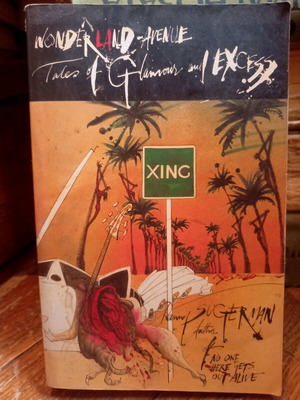 WONDERLAND AVENUE
Tales of Glamour and EXCESS
XING
Danny SUGERMAN
Author
of NO ONE
HERE GETS
OUT ALIVE